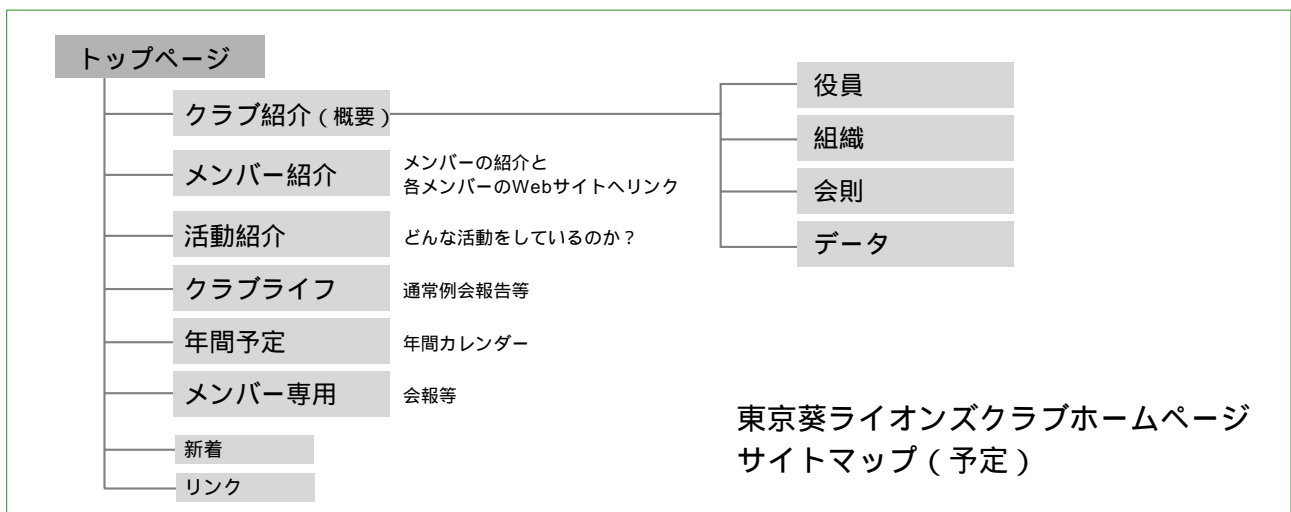 トップページ
クラブ紹介（概要）
メンバー紹介
メンバーの紹介と
各メンバーのWebサイトへリンク
活動紹介
どんな活動をしているのか？
クラブライフ
通常例会報告等
年間予定
年間カレンダー
メンバー専用
会報等
新着
リンク
役員
組織
会則
データ
東京葵ライオンズクラブホームページ
サイトマップ（予定）